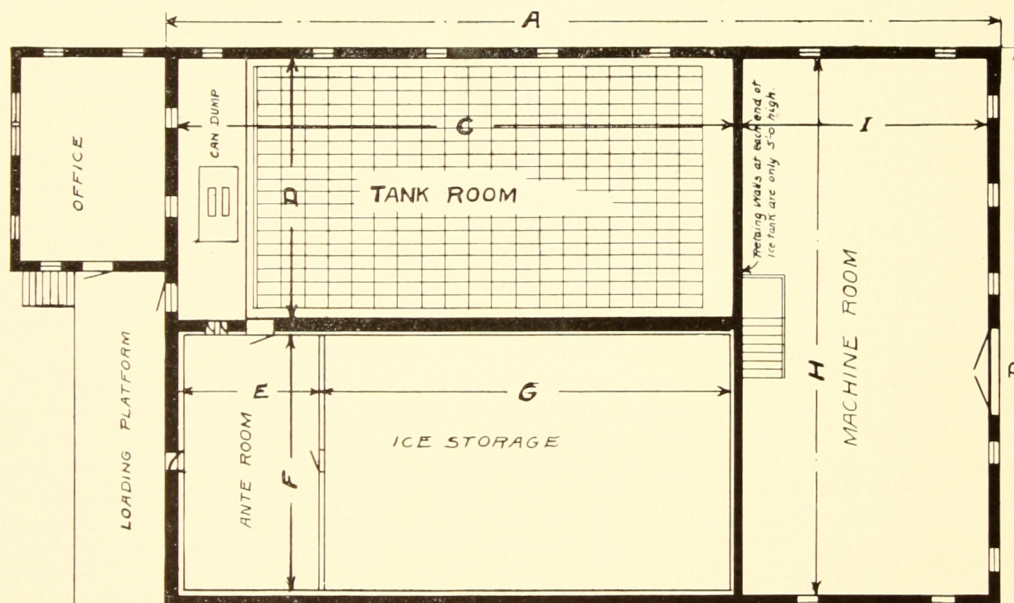 A
OFFICE
CAN DUMP
C
D
TANK ROOM
I
Retaing Walls at each end of
ice tank are only 5'-0 high.
LOADING PLATFORM
E
ANTE ROOM
F
G
ICE STORAGE
H
MACHINE ROOM